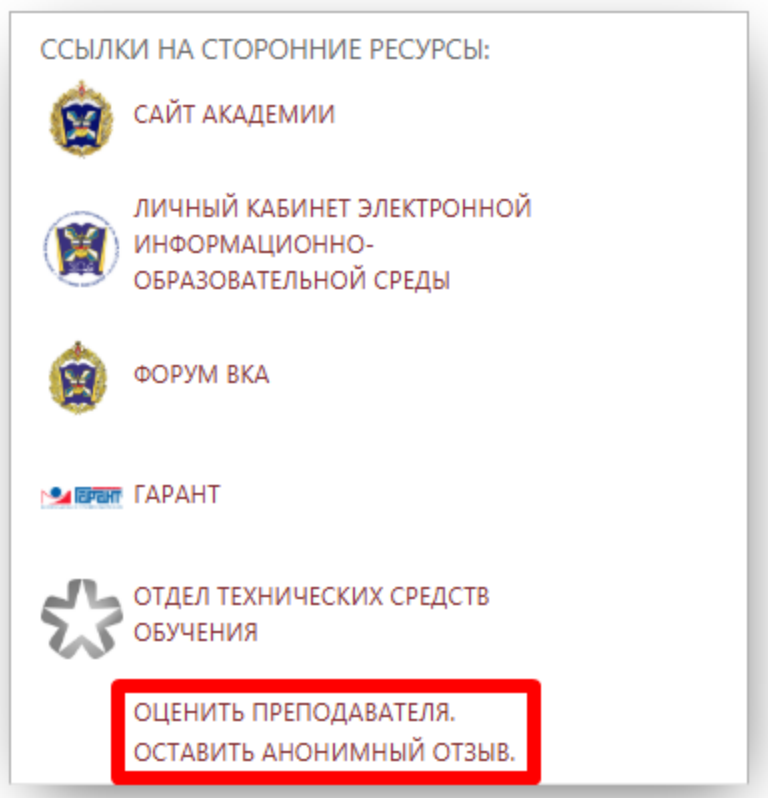 ССЫЛКИ НА СТОРОННИЕ РЕСУРСЫ:
САЙТ АКАДЕМИИ
ЛИЧНЫЙ КАБИНЕТ ЭЛЕКТРОННОЙ
ИНФОРМАЦИОННО-
ОБРАЗОВАТЕЛЬНОЙ СРЕДЫ
ФОРУМ ВКА
ГАРАНТ ГАРАНТ
ОТДЕЛ ТЕХНИЧЕСКИХ СРЕДСТВ
ОБУЧЕНИЯ
ОЦЕНИТЬ ПРЕПОДАВАТЕЛЯ.
ОСТАВИТЬ АНОНИМНЫЙ ОТЗЫВ.